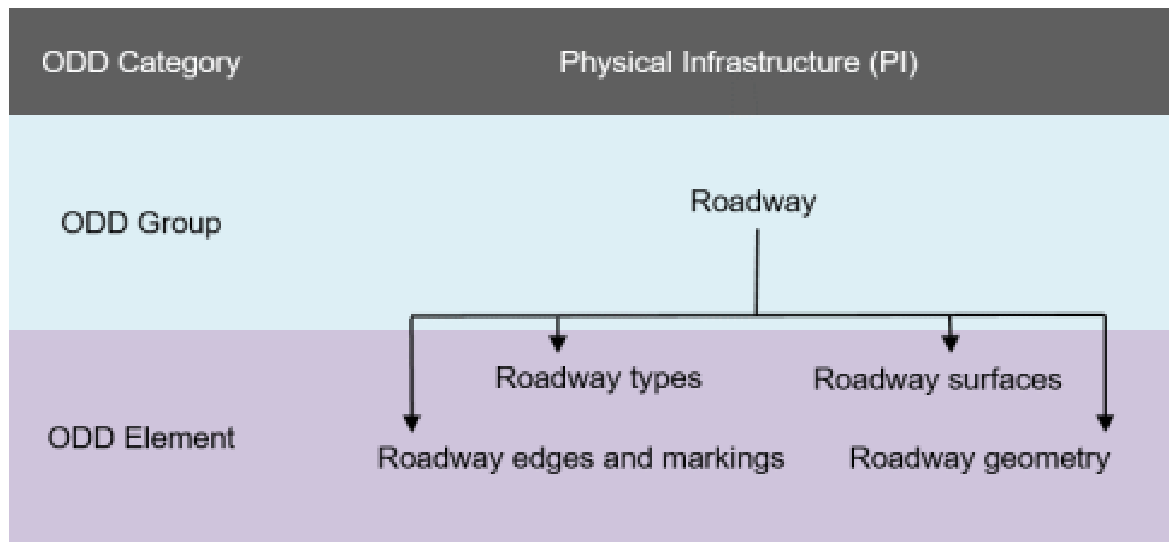 ODD Category
Physical Infrastructure (PI)
ODD Group
Roadway
ODD Element
Roadway types
Roadway surfaces
Roadway edges and markings
Roadway geometry